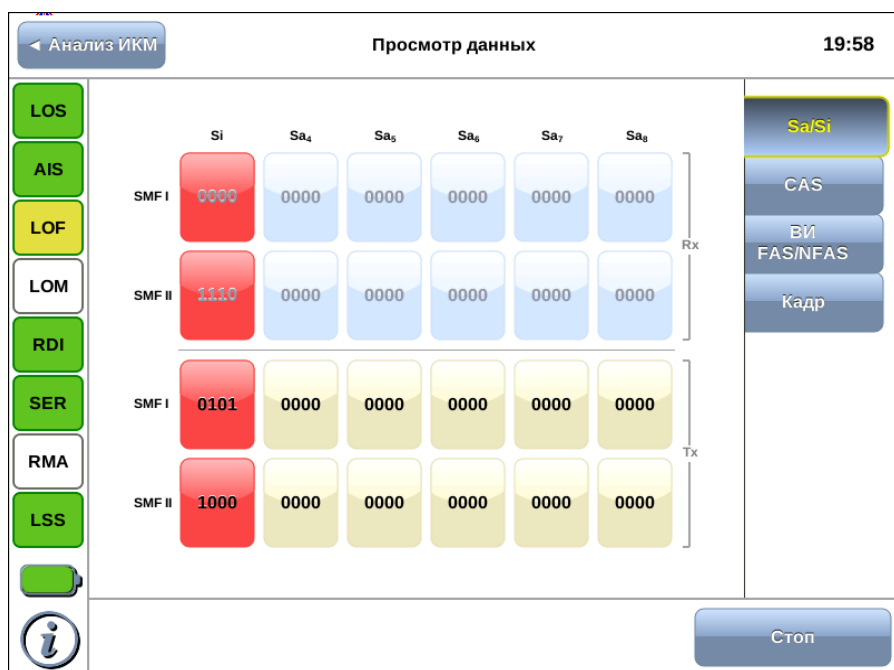 ◄ Анализ ИКМ
Просмотр данных
19:58
LOS
AIS
LOF
LOM
RDI
SER
RMA
LSS
Si Sa₄ Sa₅ Sa₆ Sa₇ Sa₈
SMF I 0000 0000 0000 0000 0000 0000
Rx
SMF II 1110 0000 0000 0000 0000 0000
SMF I 0101 0000 0000 0000 0000 0000
Tx
SMF II 1000 0000 0000 0000 0000 0000
Sa/Si
CAS
ВИ
FAS/NFAS
Кадр
i
Стоп